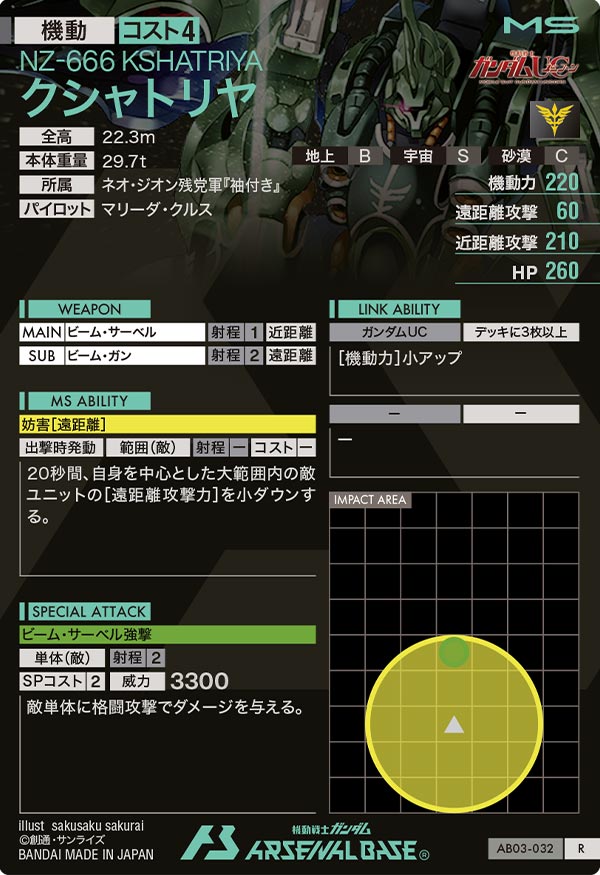 機動 コスト4 MS
NZ-666 KSHATRIYA
クシャトリヤ
機動戦士ガンダムUC
全高 22.3m
本体重量 29.7t
所属 ネオ・ジオン残党軍『袖付き』
パイロット マリーダ・クルス
地上 B 宇宙 S 砂漠 C
機動力 220
遠距離攻撃 60
近距離攻撃 210
HP 260
WEAPON
MAIN ビーム・サーベル 射程 1 近距離
SUB ビーム・ガン 射程 2 遠距離
LINK ABILITY
ガンダムUC デッキに3枚以上
[機動力]小アップ
— —
—
MS ABILITY
妨害[遠距離]
出撃時発動 範囲(敵) 射程 — コスト —
20秒間、自身を中心とした大範囲内の敵
ユニットの[遠距離攻撃力]を小ダウンす
る。
IMPACT AREA
SPECIAL ATTACK
ビーム・サーベル強撃
単体(敵) 射程 2
SPコスト 2 威力 3300
敵単体に格闘攻撃でダメージを与える。
illust sakusaku sakurai
©創通・サンライズ
BANDAI MADE IN JAPAN
機動戦士ガンダム
ARSENAL BASE®
AB03-032 R